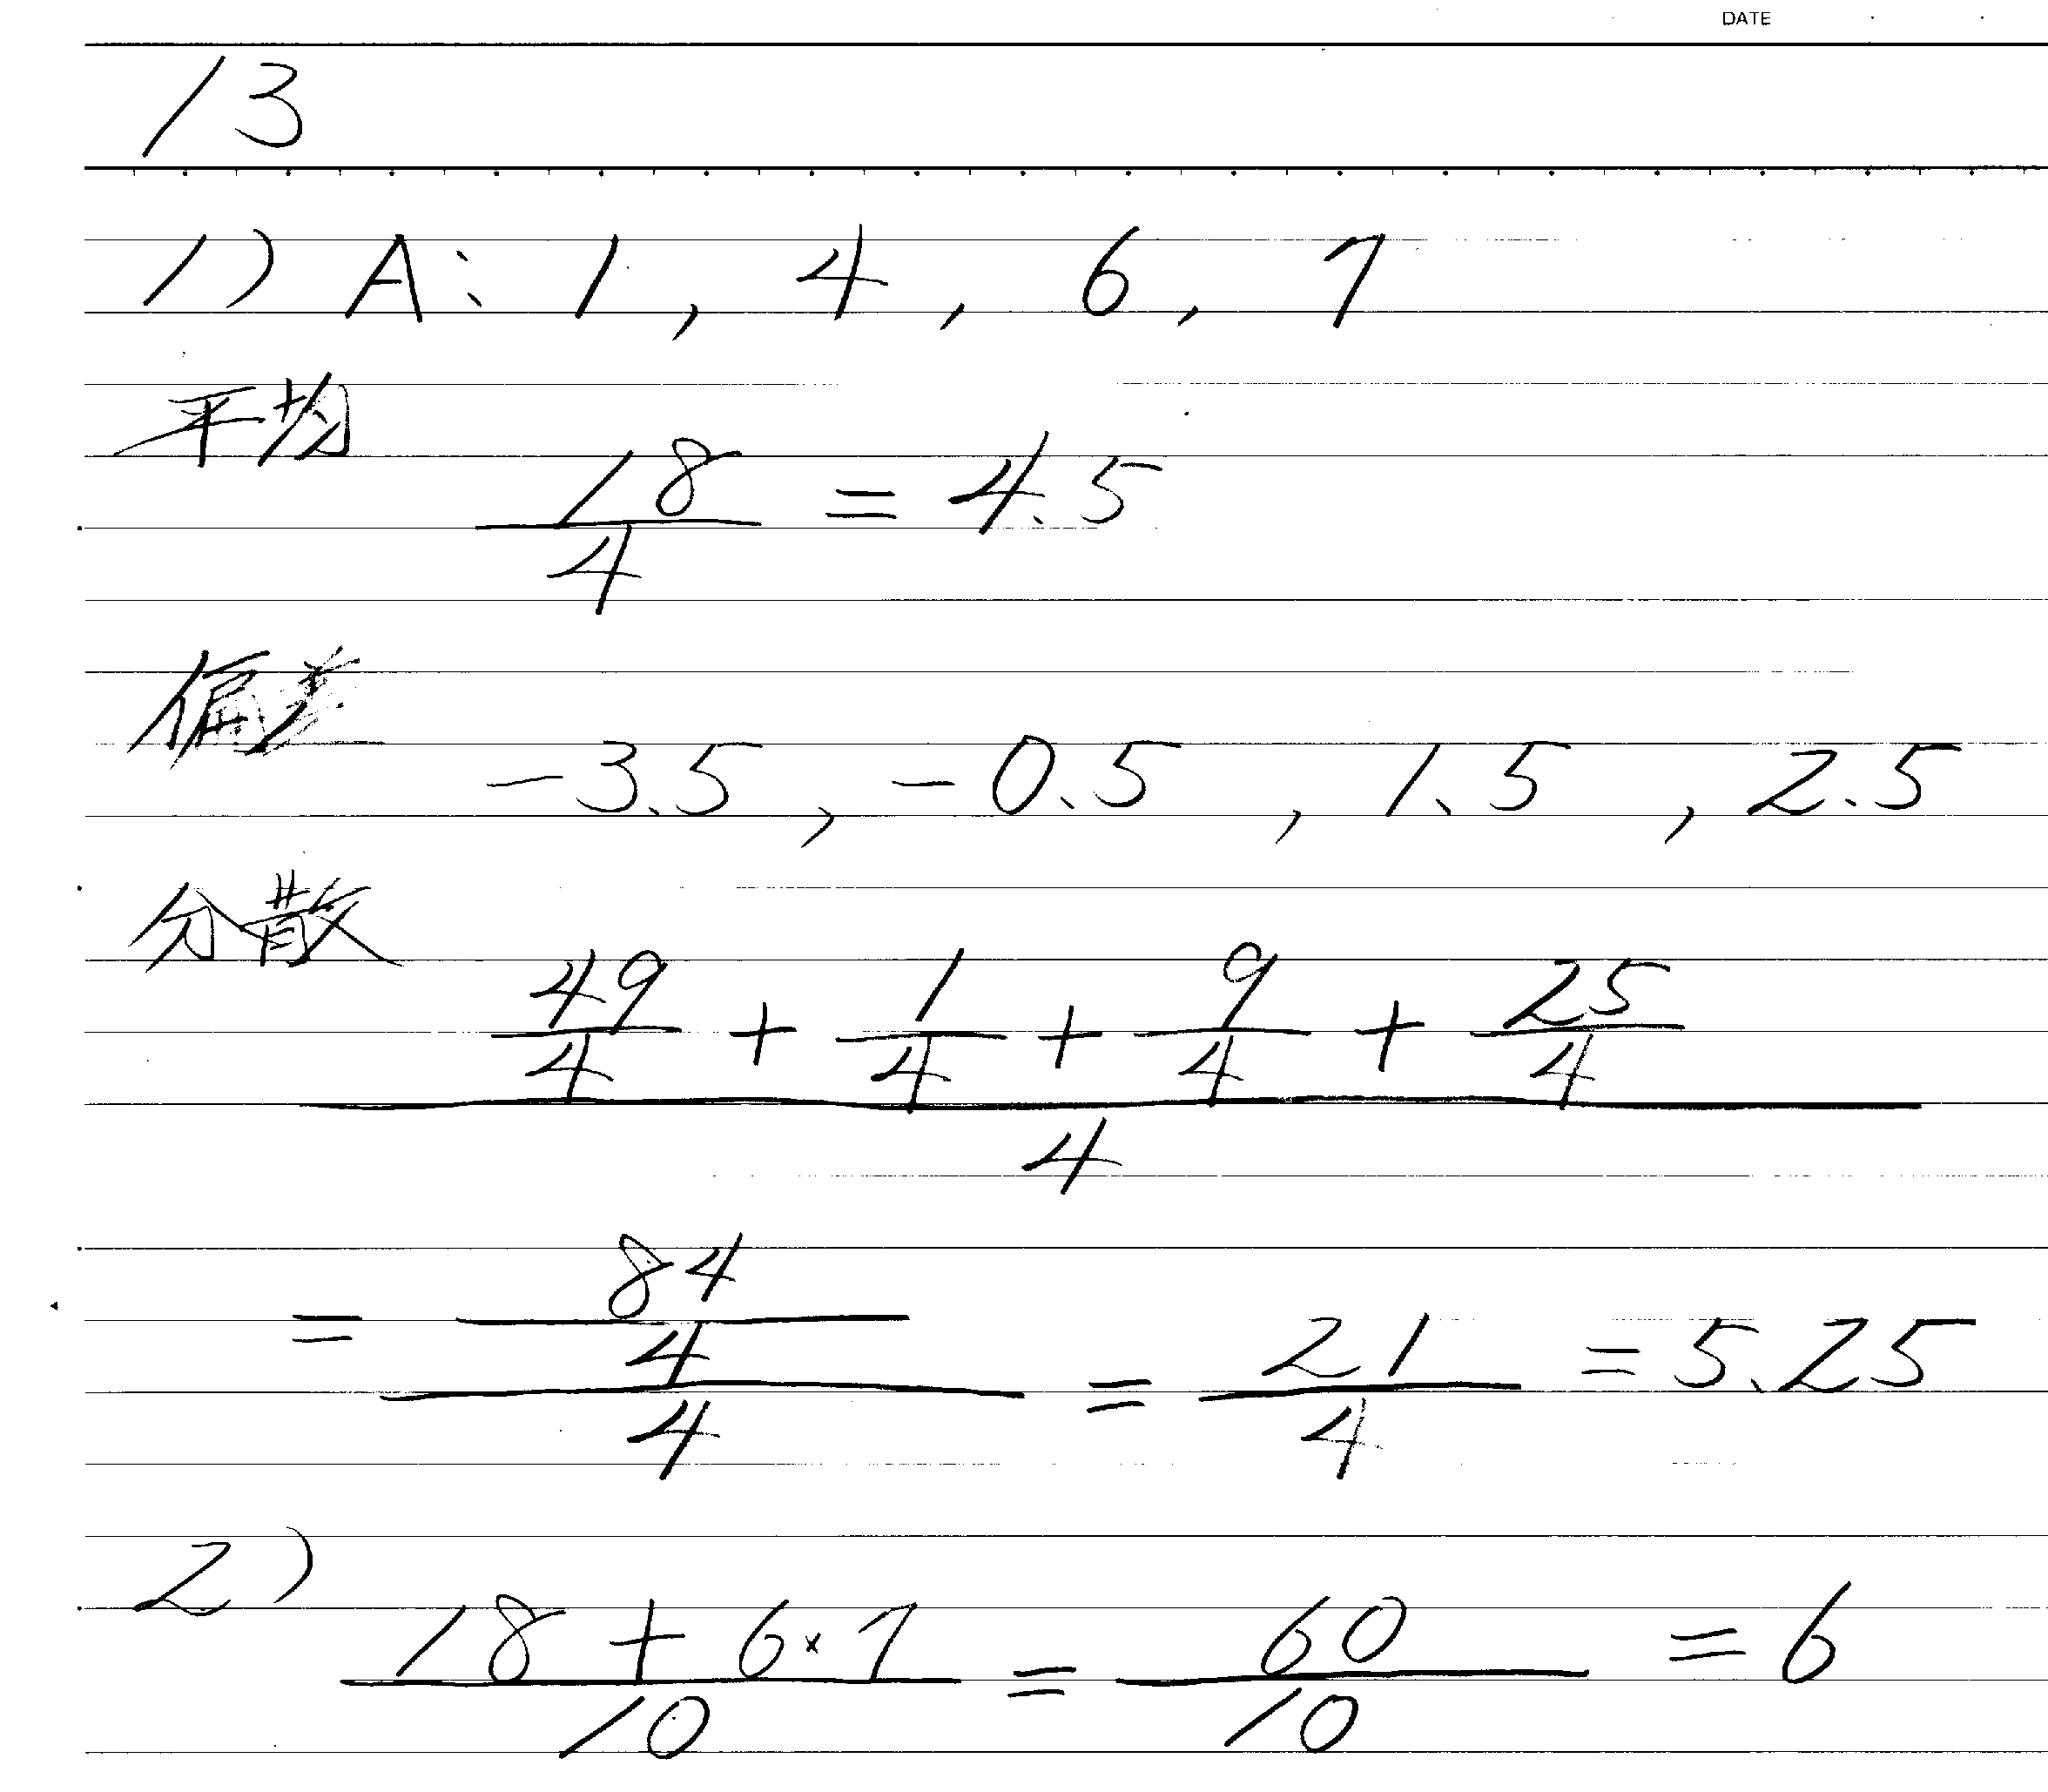 DATE
13
1) A: 1, 4, 6, 7
平均
18/4 = 4.5
偏差
-3.5, -0.5, 1.5, 2.5
分散
(49/4 + 1/4 + 9/4 + 25/4)/4
= (84/4)/4 = 21/4 = 5.25
2)
(18 + 6×7)/10 = 60/10 = 6